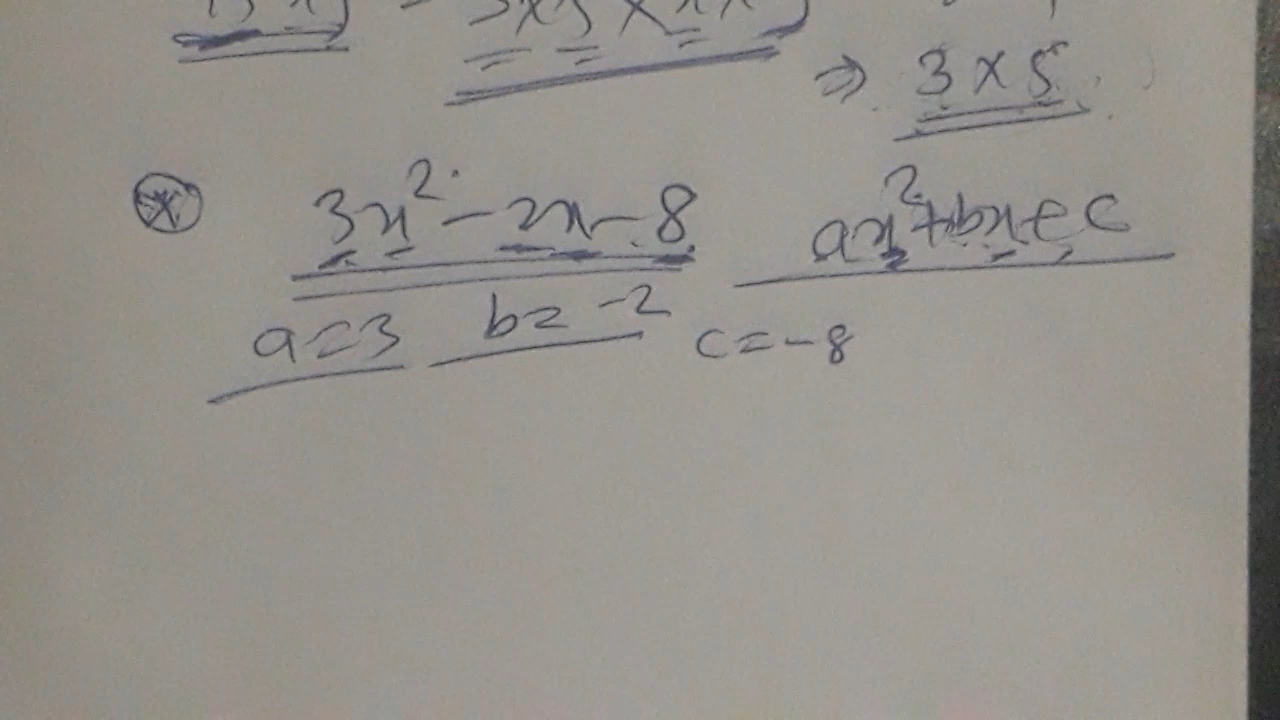 ⇒ 3 × 5
3x² - 2x - 8 ax² + bx + c
a = 3 b = -2 c = -8